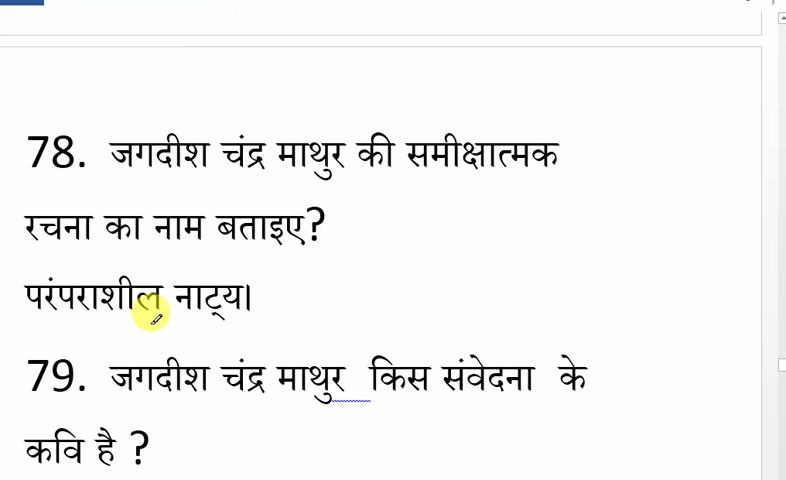 78. जगदीश चंद्र माथुर की समीक्षात्मक
रचना का नाम बताइए?
परंपराशील नाट्य।
79. जगदीश चंद्र माथुर किस संवेदना के
कवि है ?